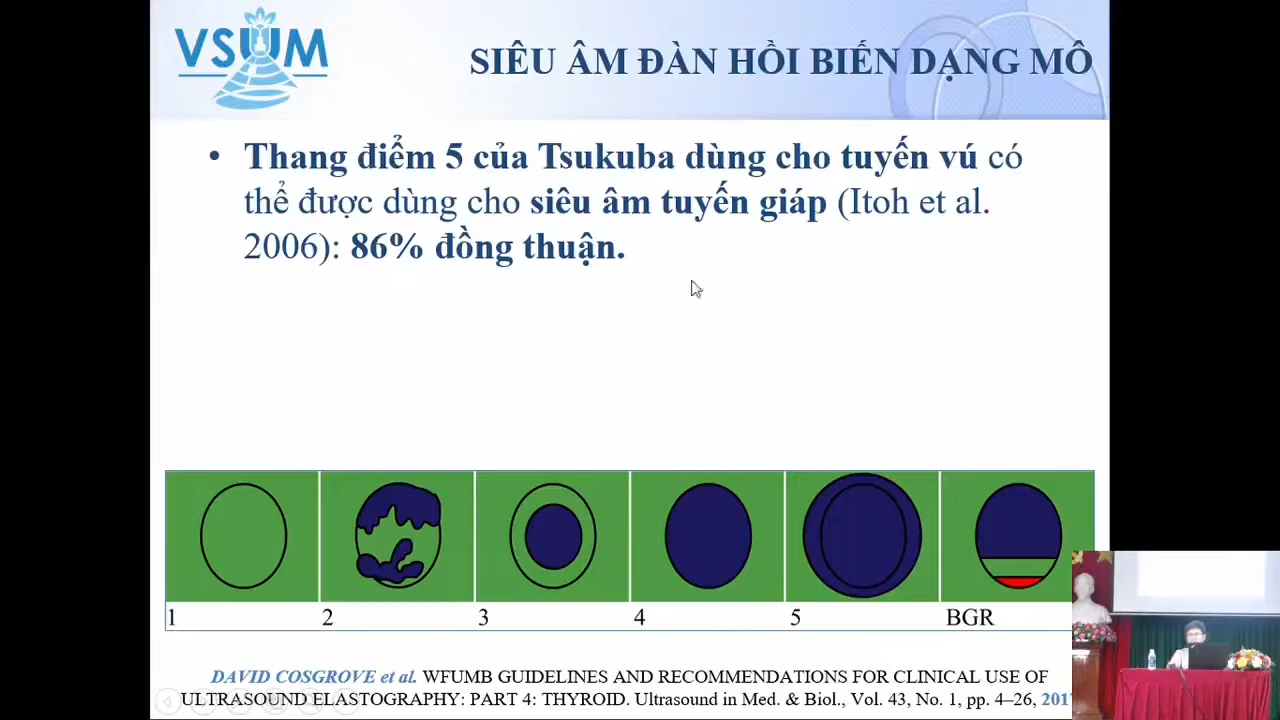 VSUM
SIÊU ÂM ĐÀN HỒI BIẾN DẠNG MÔ
• Thang điểm 5 của Tsukuba dùng cho tuyến vú có
thể được dùng cho siêu âm tuyến giáp (Itoh et al.
2006): 86% đồng thuận.
1 2 3 4 5 BGR
DAVID COSGROVE et al. WFUMB GUIDELINES AND RECOMMENDATIONS FOR CLINICAL USE OF
ULTRASOUND ELASTOGRAPHY: PART 4: THYROID. Ultrasound in Med. & Biol., Vol. 43, No. 1, pp. 4–26,